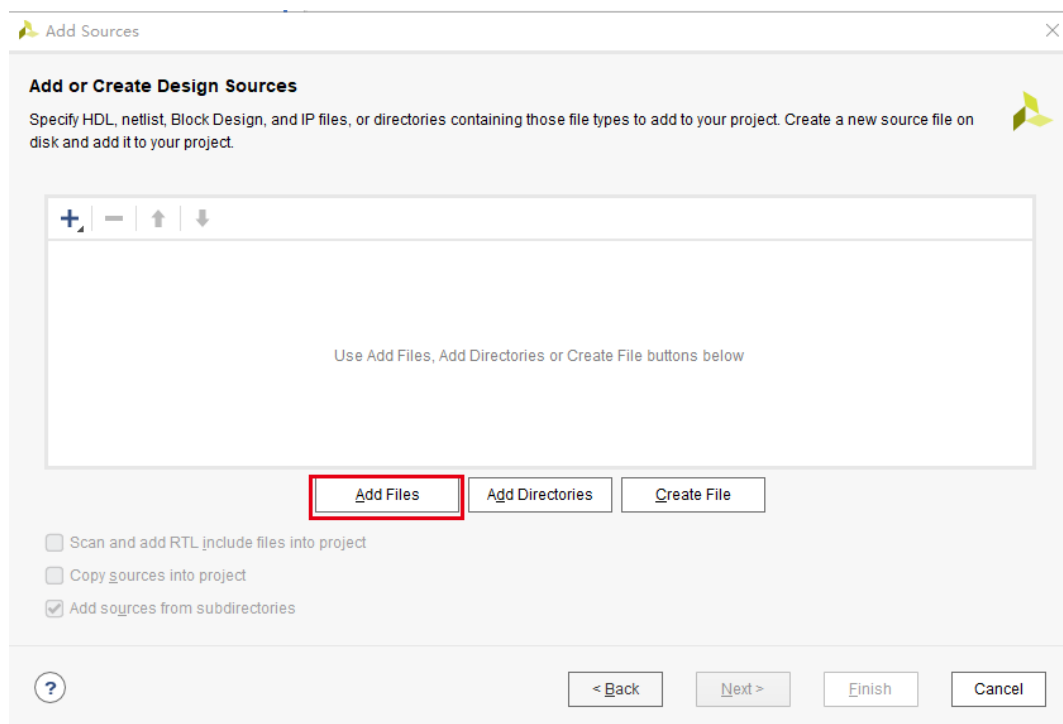 Add Sources
Add or Create Design Sources
Specify HDL, netlist, Block Design, and IP files, or directories containing those file types to add to your project. Create a new source file on
disk and add it to your project.
Use Add Files, Add Directories or Create File buttons below
Add Files
Add Directories
Create File
Scan and add RTL include files into project
Copy sources into project
Add sources from subdirectories
?
< Back
Next >
Finish
Cancel